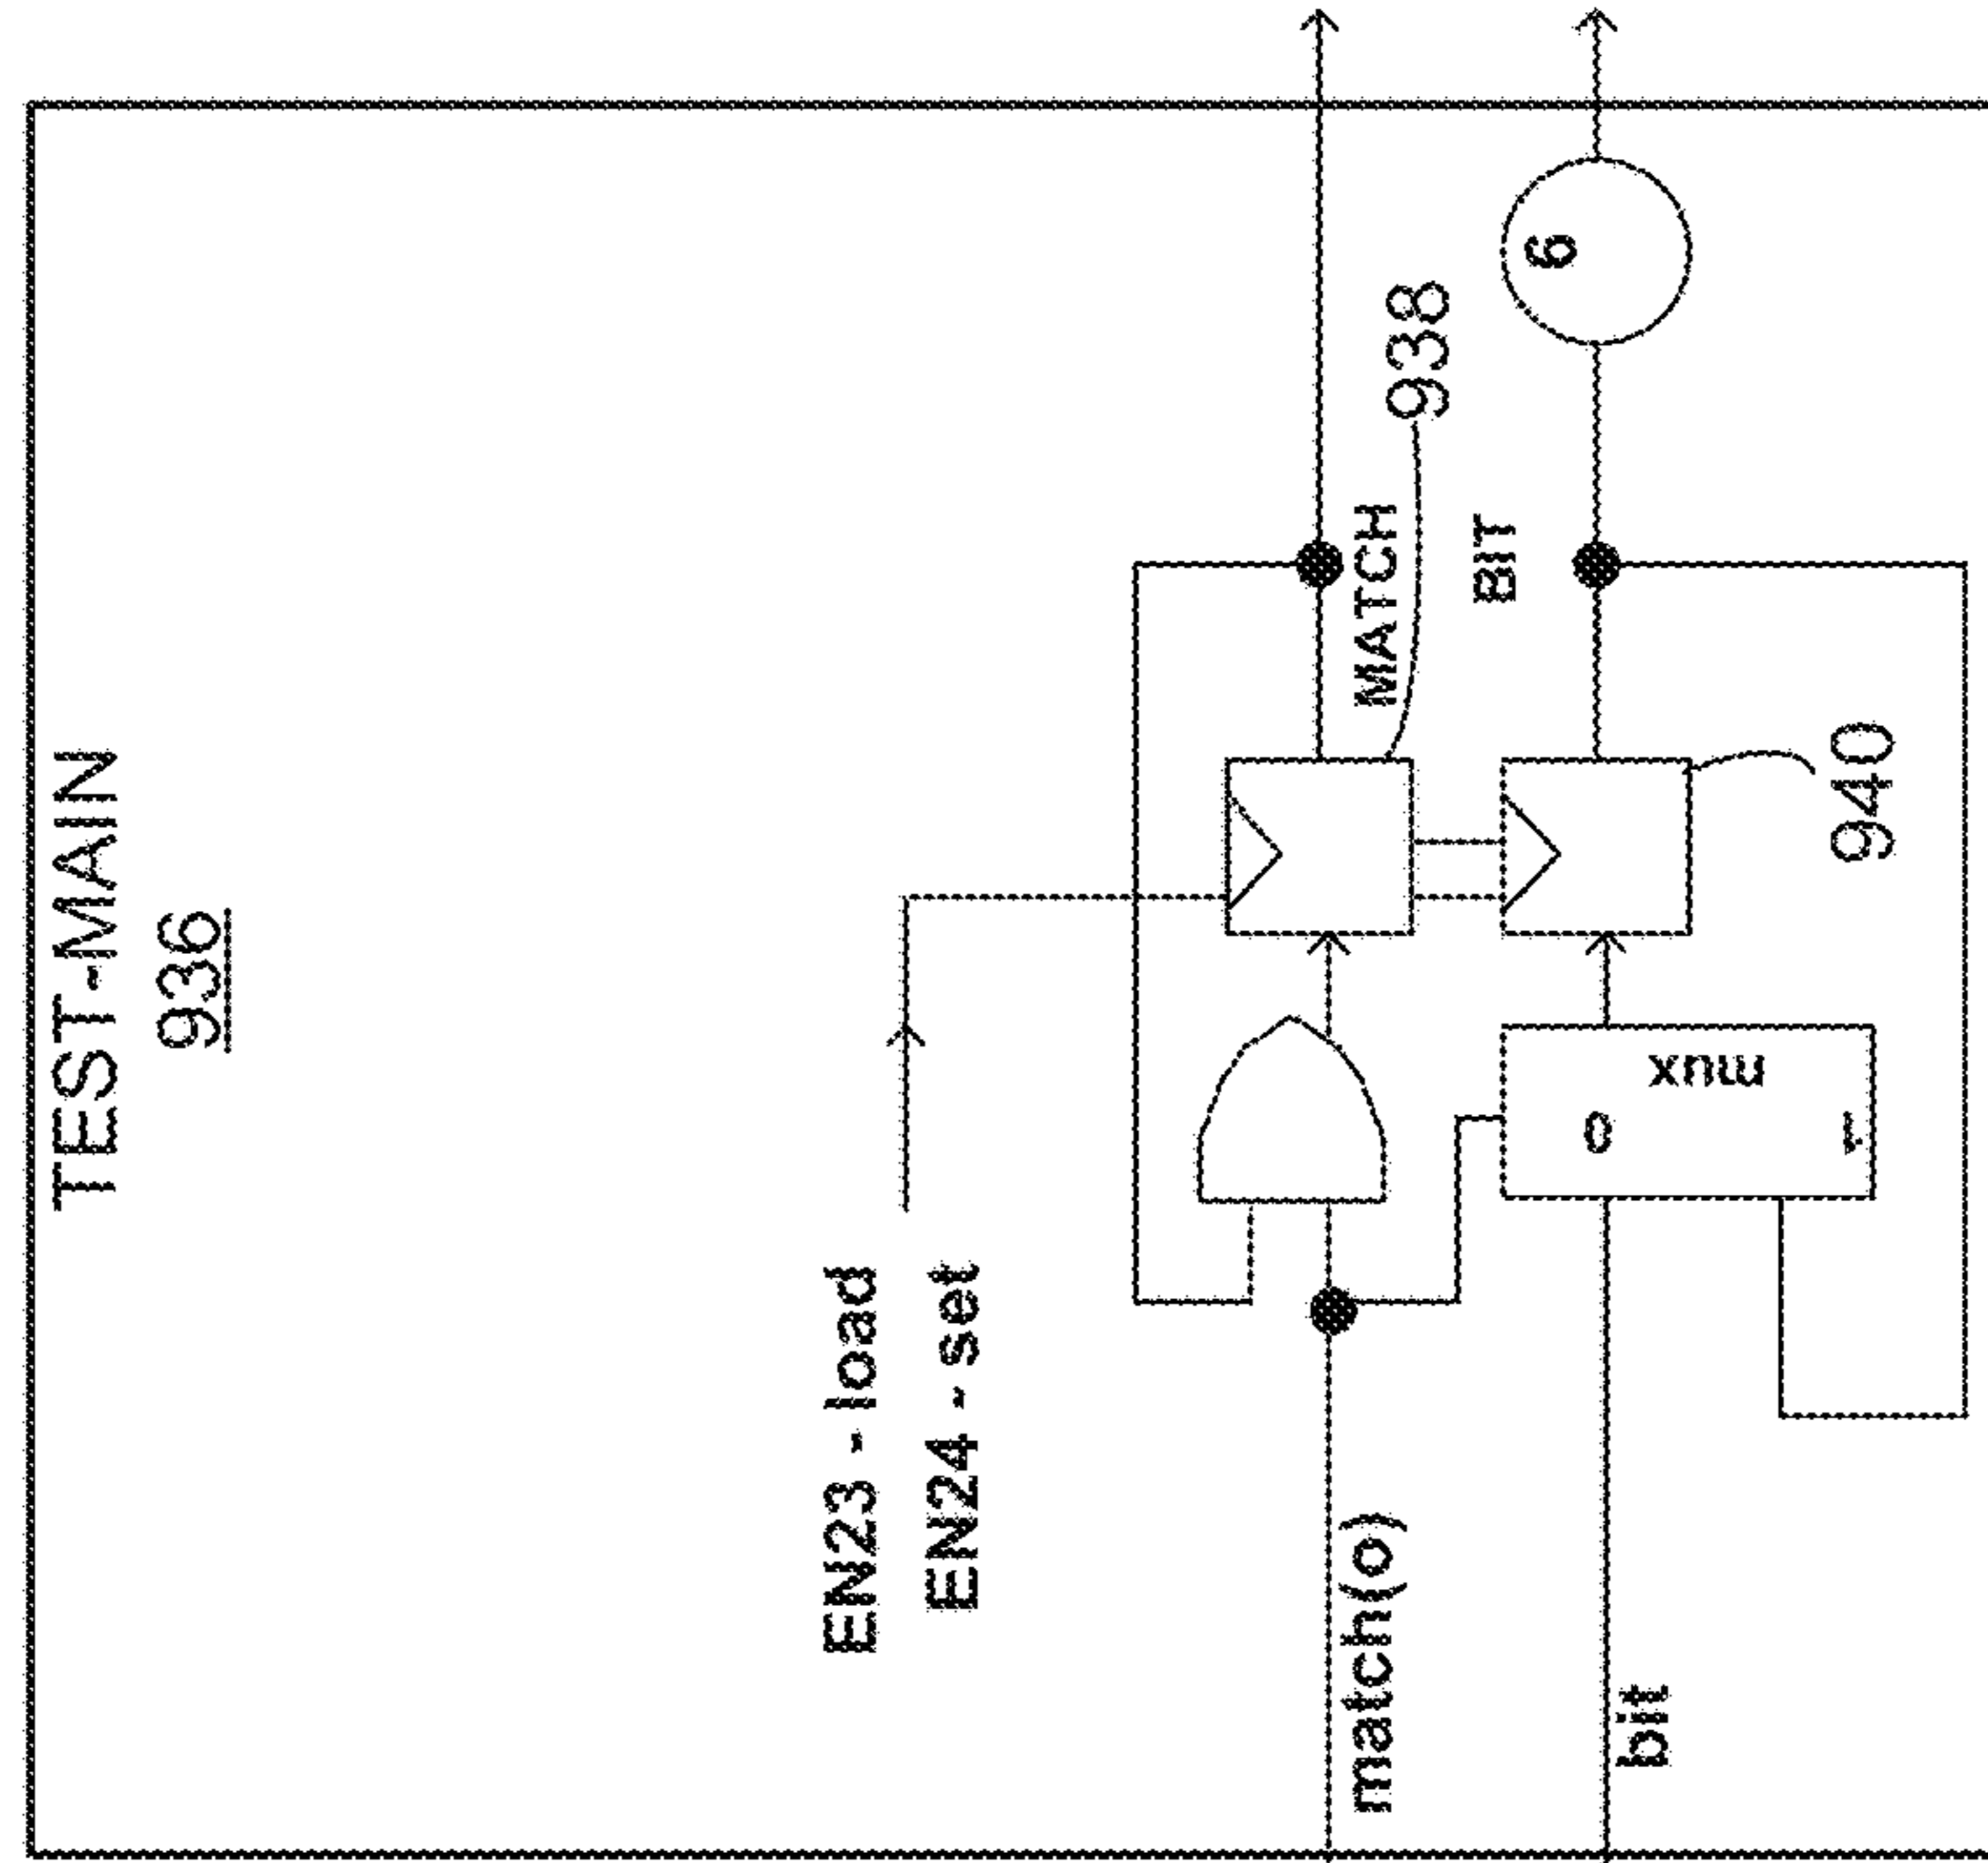 TEST-MAIN
936
EN23 - load
EN24 - set
match(o)
MATCH
938
BIT
6
bit
mux
0
1
940